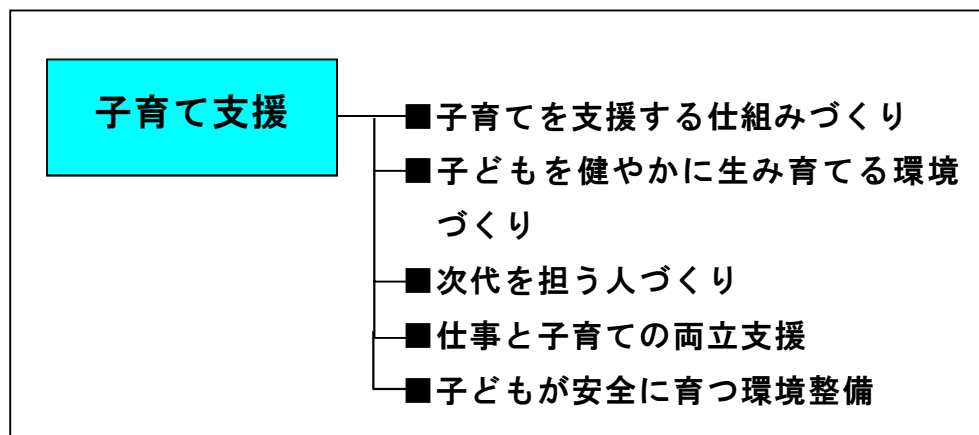 子育て支援
■子育てを支援する仕組みづくり
■子どもを健やかに生み育てる環境
づくり
■次代を担う人づくり
■仕事と子育ての両立支援
■子どもが安全に育つ環境整備